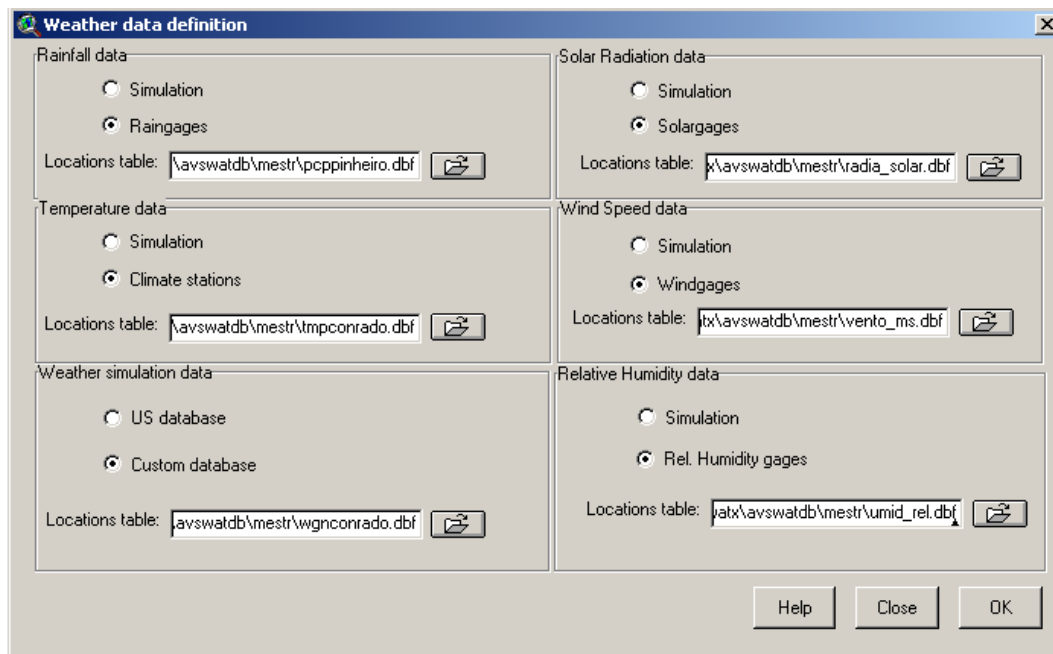 Weather data definition
Rainfall data
Simulation
Raingages
Locations table: \avswatdb\mestr\pcppinheiro.dbf
Solar Radiation data
Simulation
Solargages
Locations table: x\avswatdb\mestr\radia_solar.dbf
Temperature data
Simulation
Climate stations
Locations table: \avswatdb\mestr\tmpconrado.dbf
Wind Speed data
Simulation
Windgages
Locations table: atx\avswatdb\mestr\vento_ms.dbf
Weather simulation data
US database
Custom database
Locations table: avswatdb\mestr\wgnconrado.dbf
Relative Humidity data
Simulation
Rel. Humidity gages
Locations table: vatx\avswatdb\mestr\umid_rel.dbf
Help
Close
OK